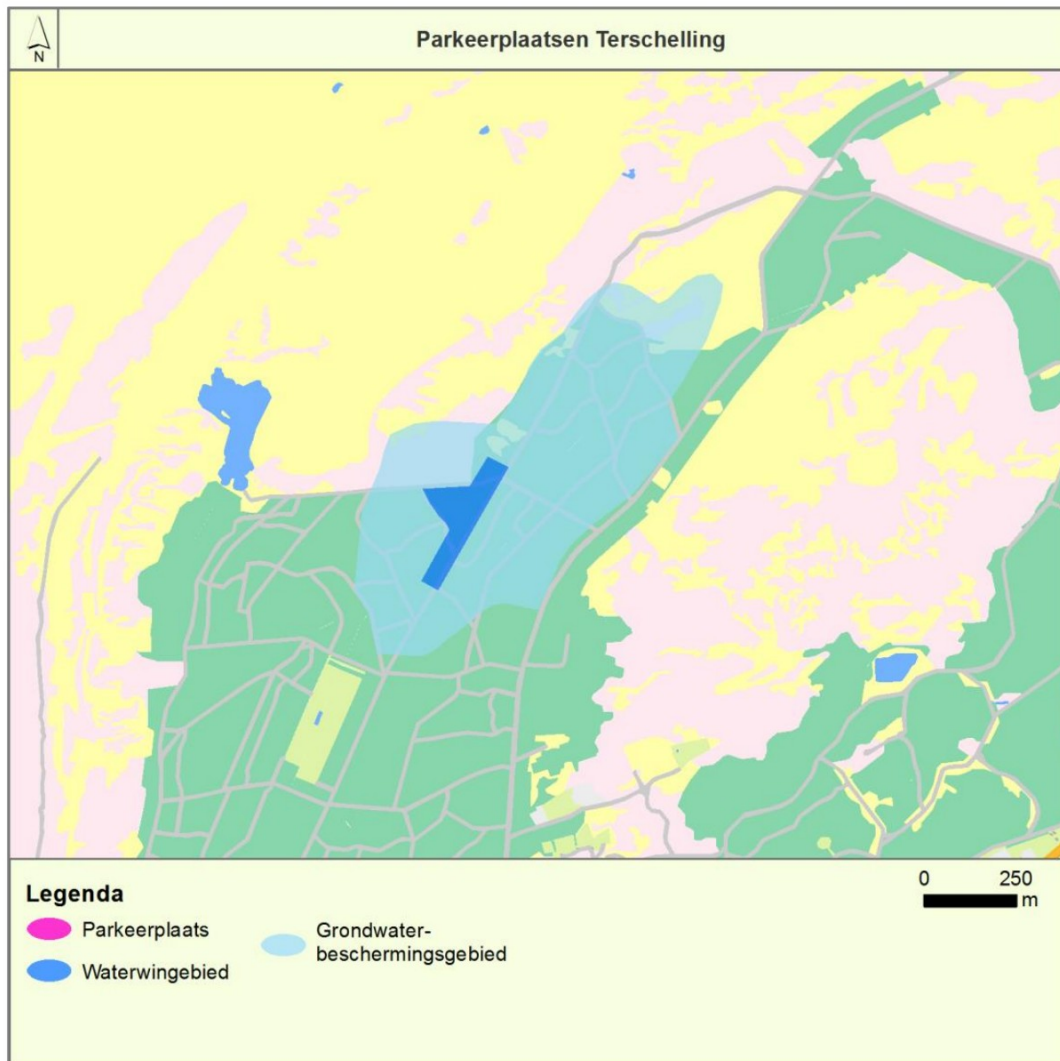 N
Parkeerplaatsen Terschelling
Legenda
Parkeerplaats
Waterwingebied
Grondwater-
beschermingsgebied
0 250
m